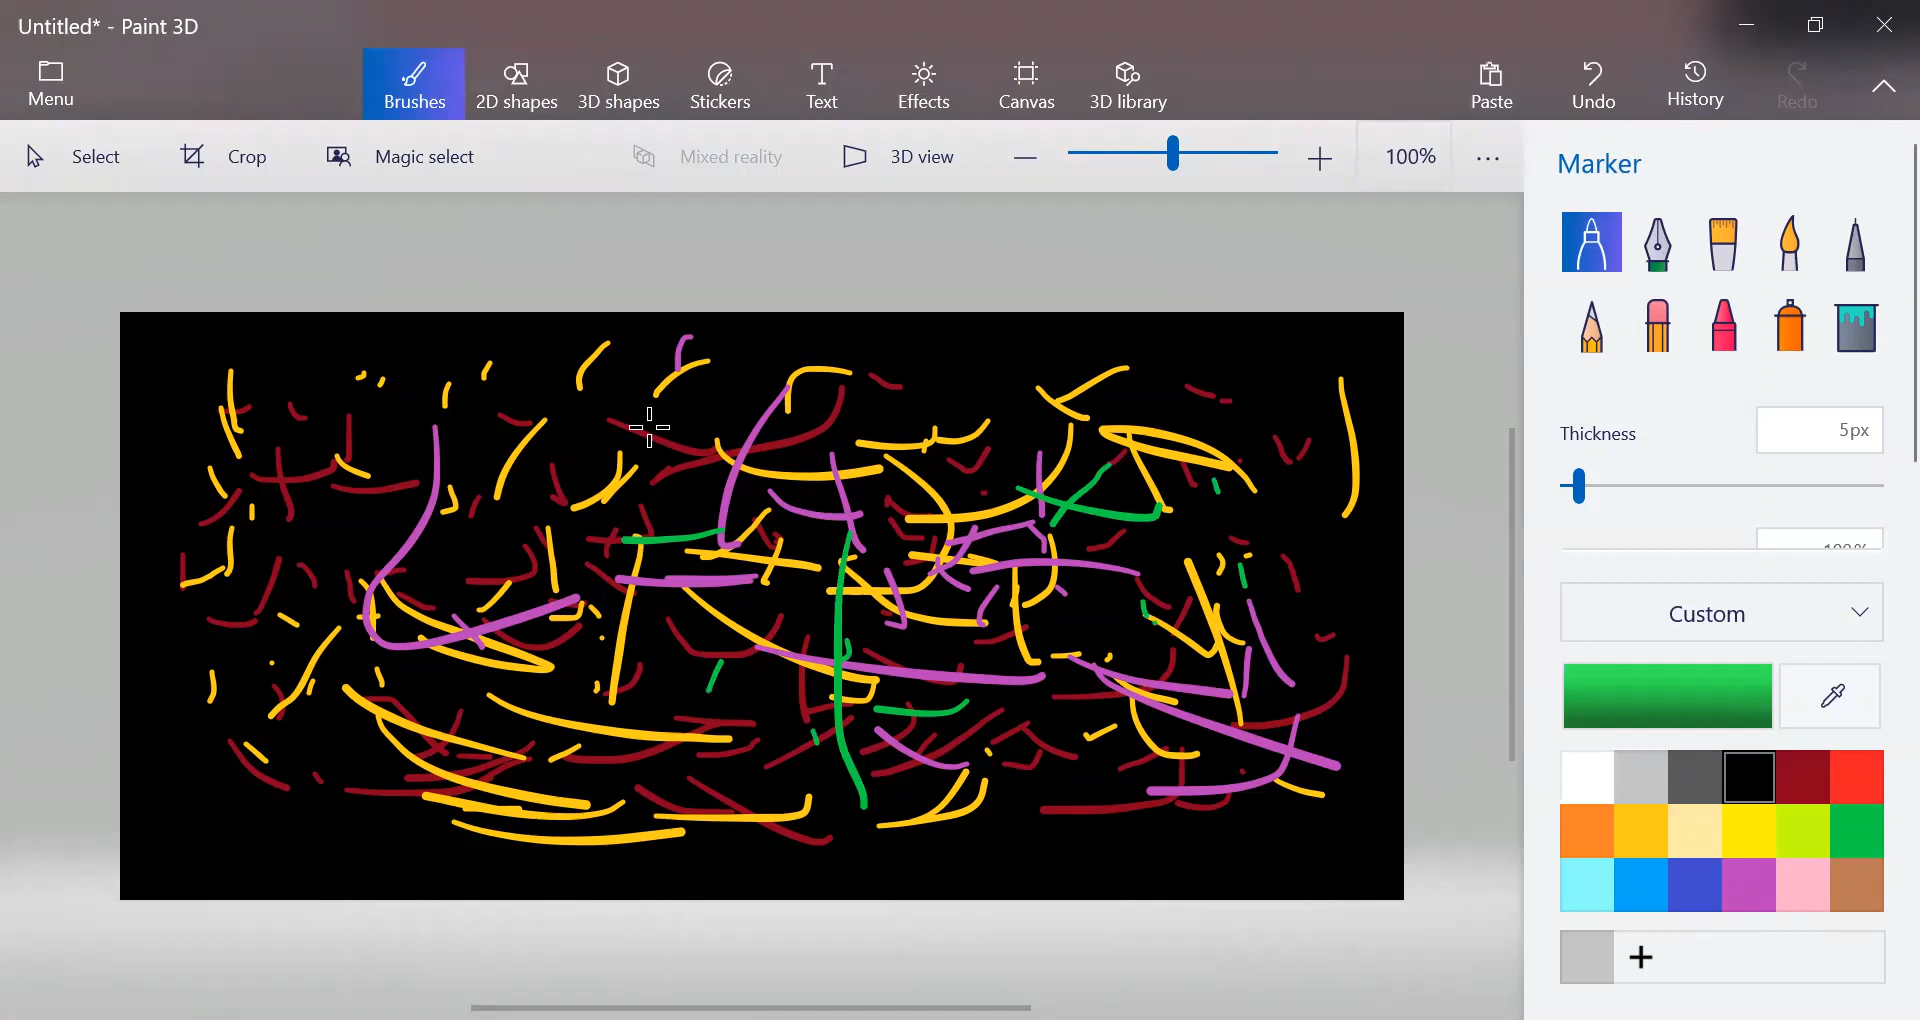 Untitled* - Paint 3D
Menu
Brushes
2D shapes
3D shapes
Stickers
Text
Effects
Canvas
3D library
Paste
Undo
History
Redo
Select
Crop
Magic select
Mixed reality
3D view
100%
Marker
Thickness
5px
100%
Custom